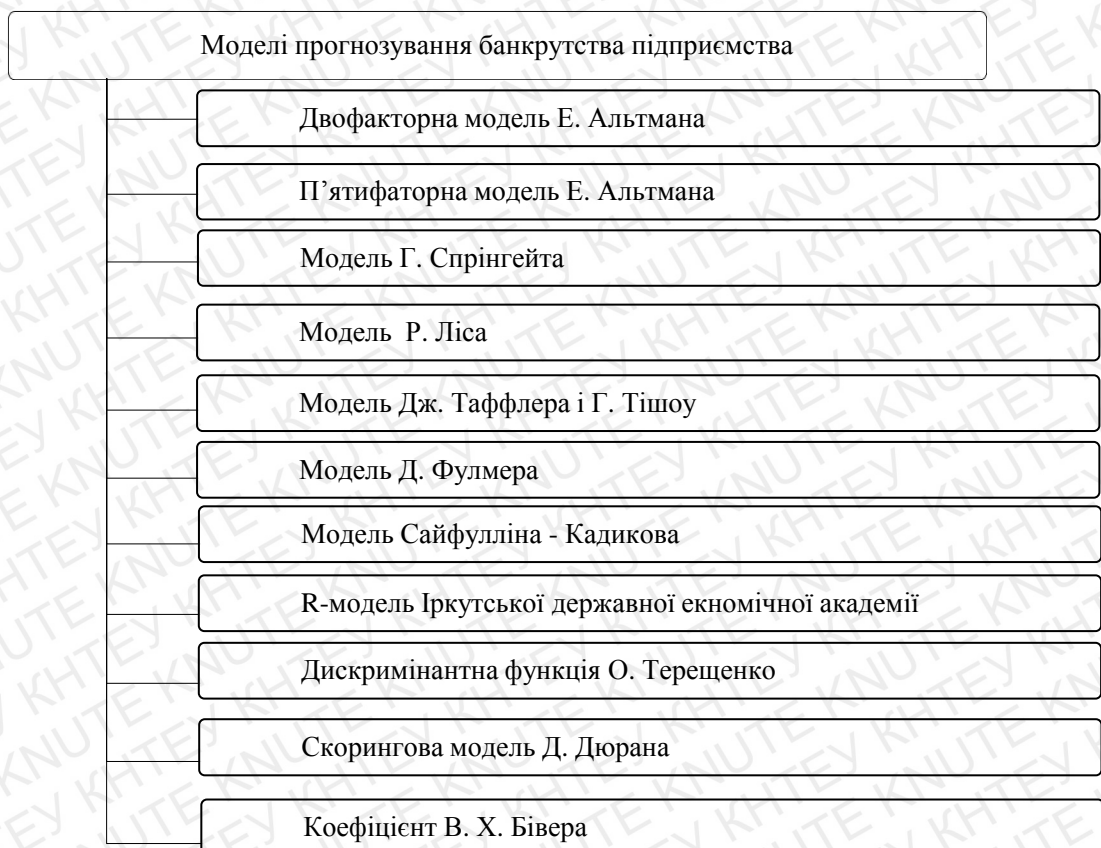 Моделі прогнозування банкрутства підприємства
Двофакторна модель Е. Альтмана
П’ятифаторна модель Е. Альтмана
Модель Г. Спрінгейта
Модель Р. Ліса
Модель Дж. Таффлера і Г. Тішоу
Модель Д. Фулмера
Модель Сайфулліна - Кадикова
R-модель Іркутської державної екномічної академії
Дискримінантна функція О. Терещенко
Скорингова модель Д. Дюрана
Коефіцієнт В. Х. Бівера